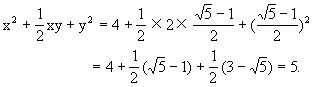 x² + 1/2 xy + y² = 4 + 1/2 × 2 × (√5 − 1)/2 + ((√5 − 1)/2)²
= 4 + 1/2 (√5 − 1) + 1/2 (3 − √5) = 5.